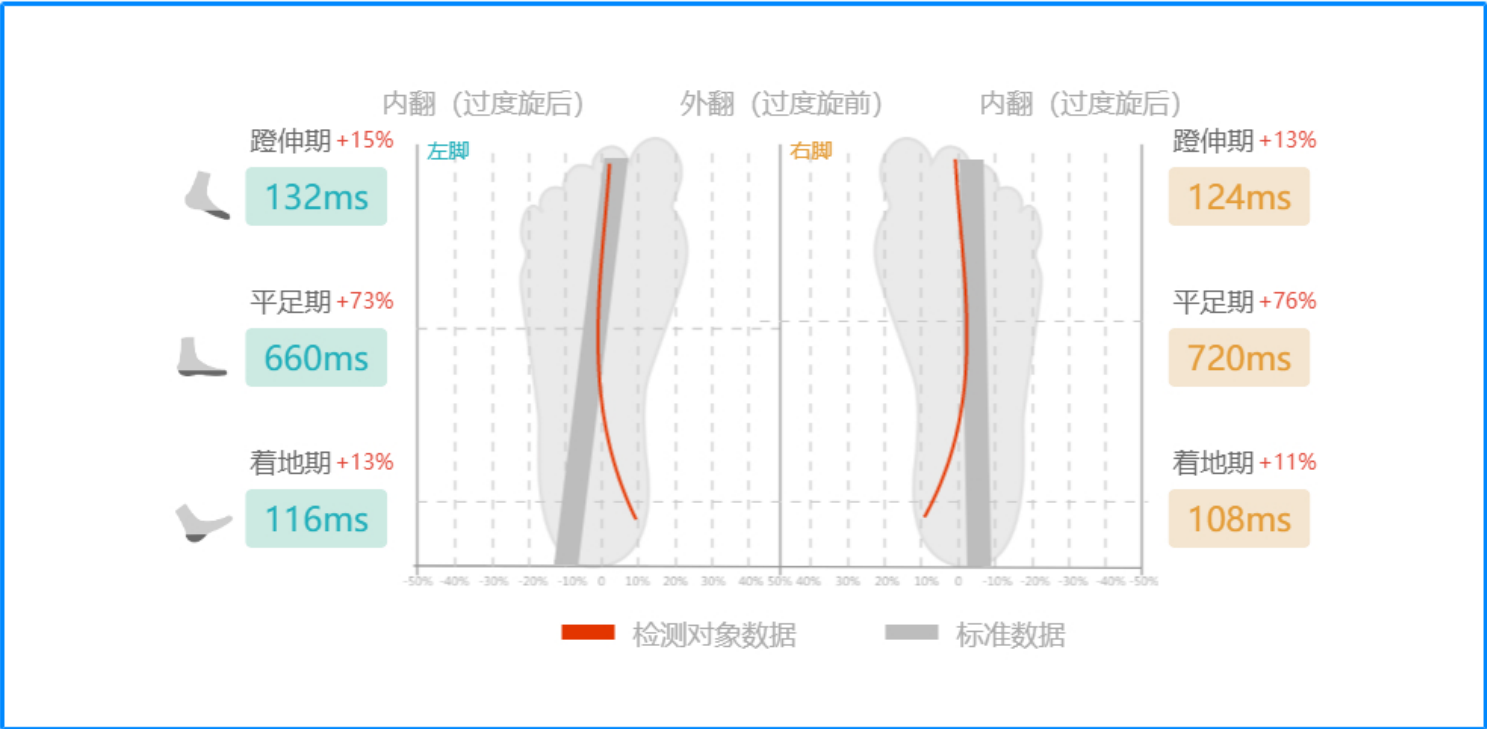 内翻（过度旋后） 外翻（过度旋前） 内翻（过度旋后）
蹬伸期 +15%
132ms
平足期 +73%
660ms
着地期 +13%
116ms
左脚
右脚
蹬伸期 +13%
124ms
平足期 +76%
720ms
着地期 +11%
108ms
-50% -40% -30% -20% -10% 0 10% 20% 30% 40% 50% 40% 30% 20% 10% 0 -10% -20% -30% -40% -50%
检测对象数据 标准数据